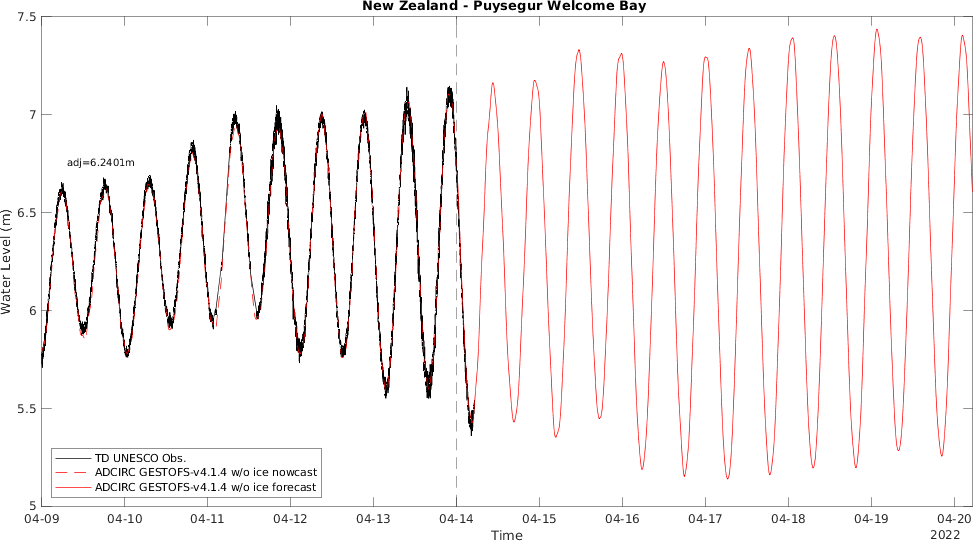 New Zealand - Puysegur Welcome Bay
7.5
7
6.5
6
5.5
5
Water Level (m)
adj=6.2401m
TD UNESCO Obs.
ADCIRC GESTOFS-v4.1.4 w/o ice nowcast
ADCIRC GESTOFS-v4.1.4 w/o ice forecast
04-09 04-10 04-11 04-12 04-13 04-14 04-15 04-16 04-17 04-18 04-19 04-20
Time
2022